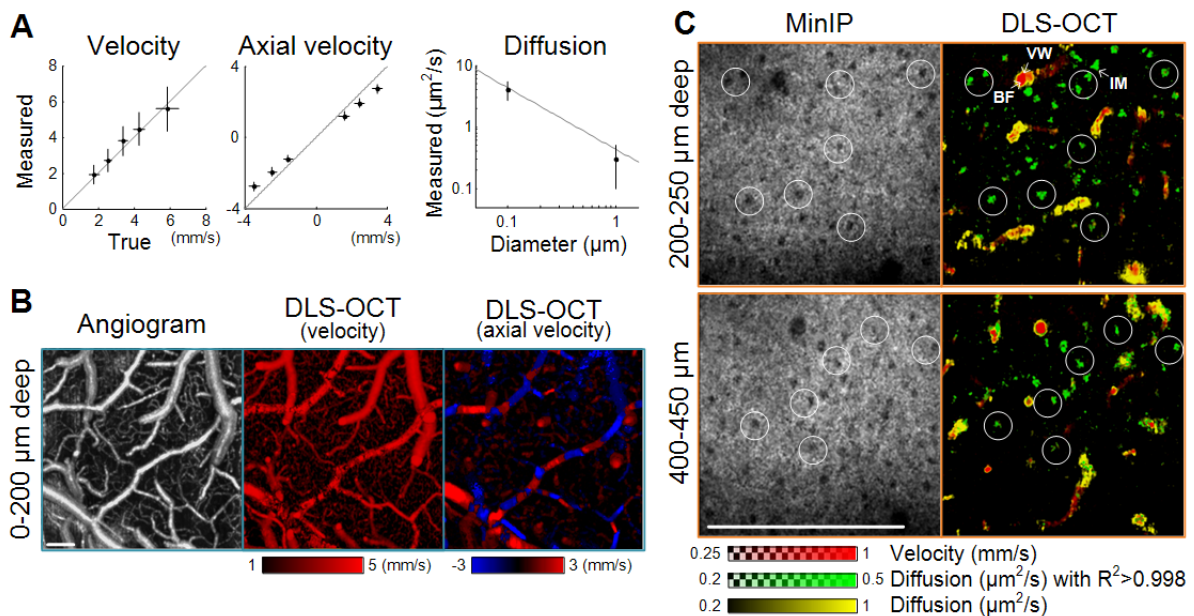 A
Velocity
Axial velocity
Diffusion
Measured
8
6
4
2
0
0 2 4 6 8
True (mm/s)
4
0
-4
-4 0 4
(mm/s)
Measured (μm²/s)
10
1
0.1
0.1 1
Diameter (μm)
B
Angiogram
DLS-OCT
(velocity)
DLS-OCT
(axial velocity)
0-200 μm deep
1 5 (mm/s)
-3 3 (mm/s)
C
MinIP
DLS-OCT
200-250 μm deep
VW
BF
IM
400-450 μm
0.25 1 Velocity (mm/s)
0.2 0.5 Diffusion (μm²/s) with R²>0.998
0.2 1 Diffusion (μm²/s)